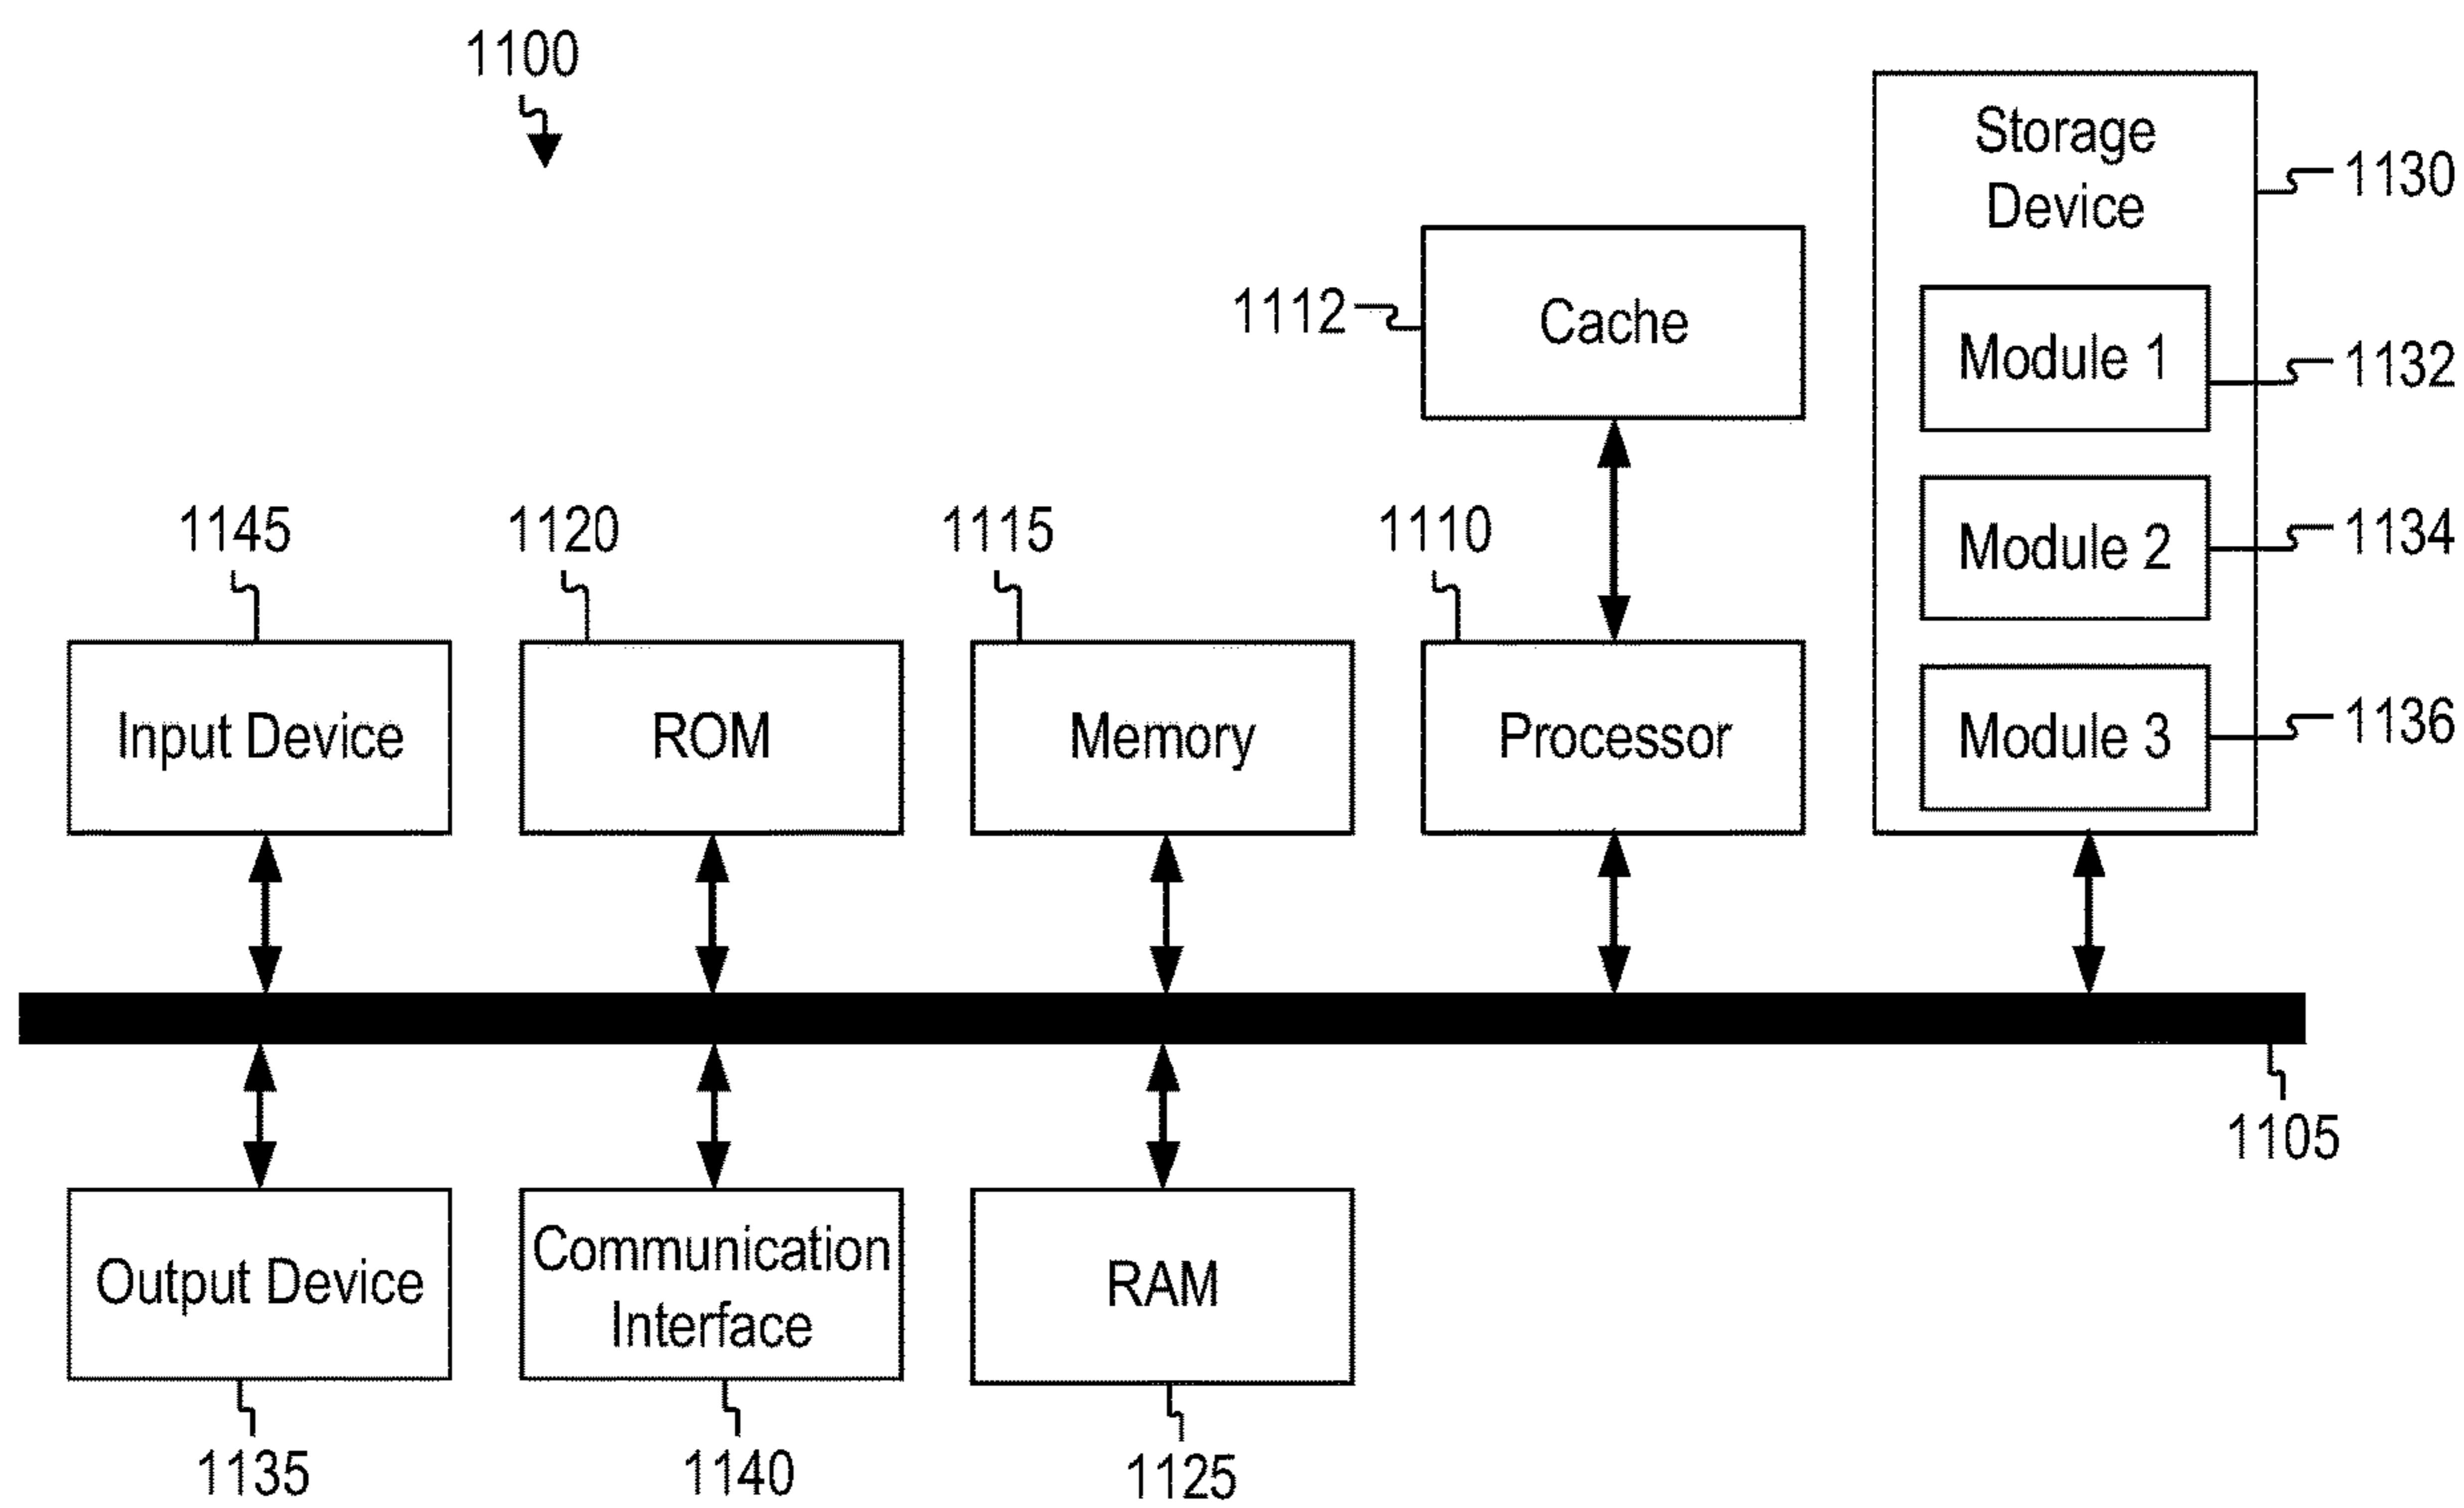 1100
Storage
Device
1130
1112
Cache
Module 1
1132
Module 2
1134
Module 3
1136
1145
1120
1115
1110
Input Device
ROM
Memory
Processor
1105
Output Device
Communication
Interface
RAM
1135
1140
1125